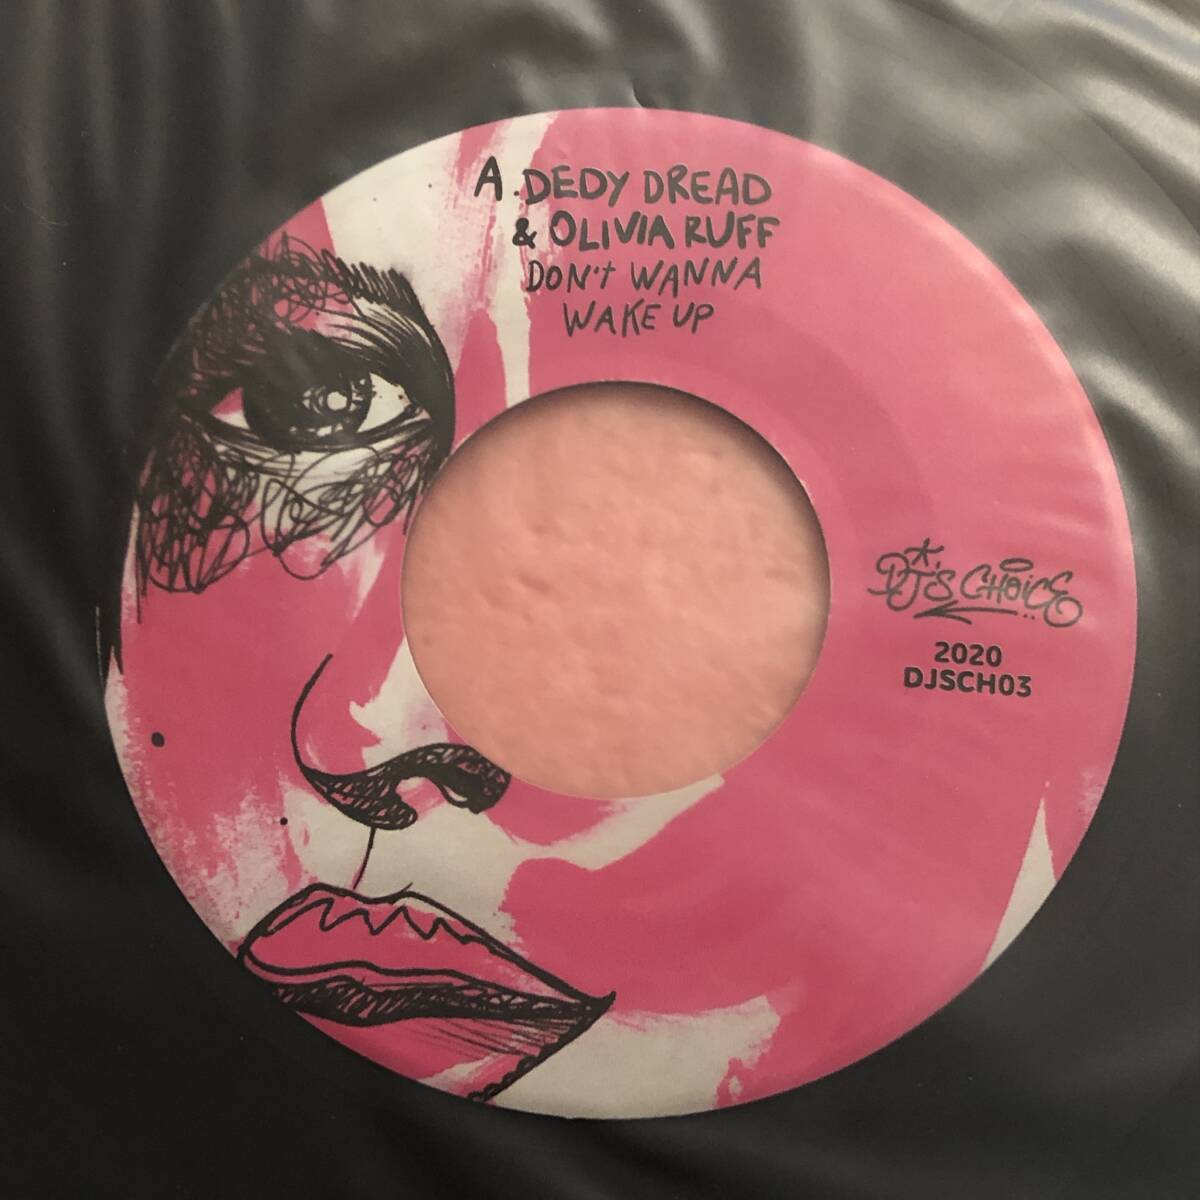 A. DEDY DREAD
& OLIVIA RUFF
DON'T WANNA
WAKE UP
DJ'S CHOICE
2020
DJSCH03